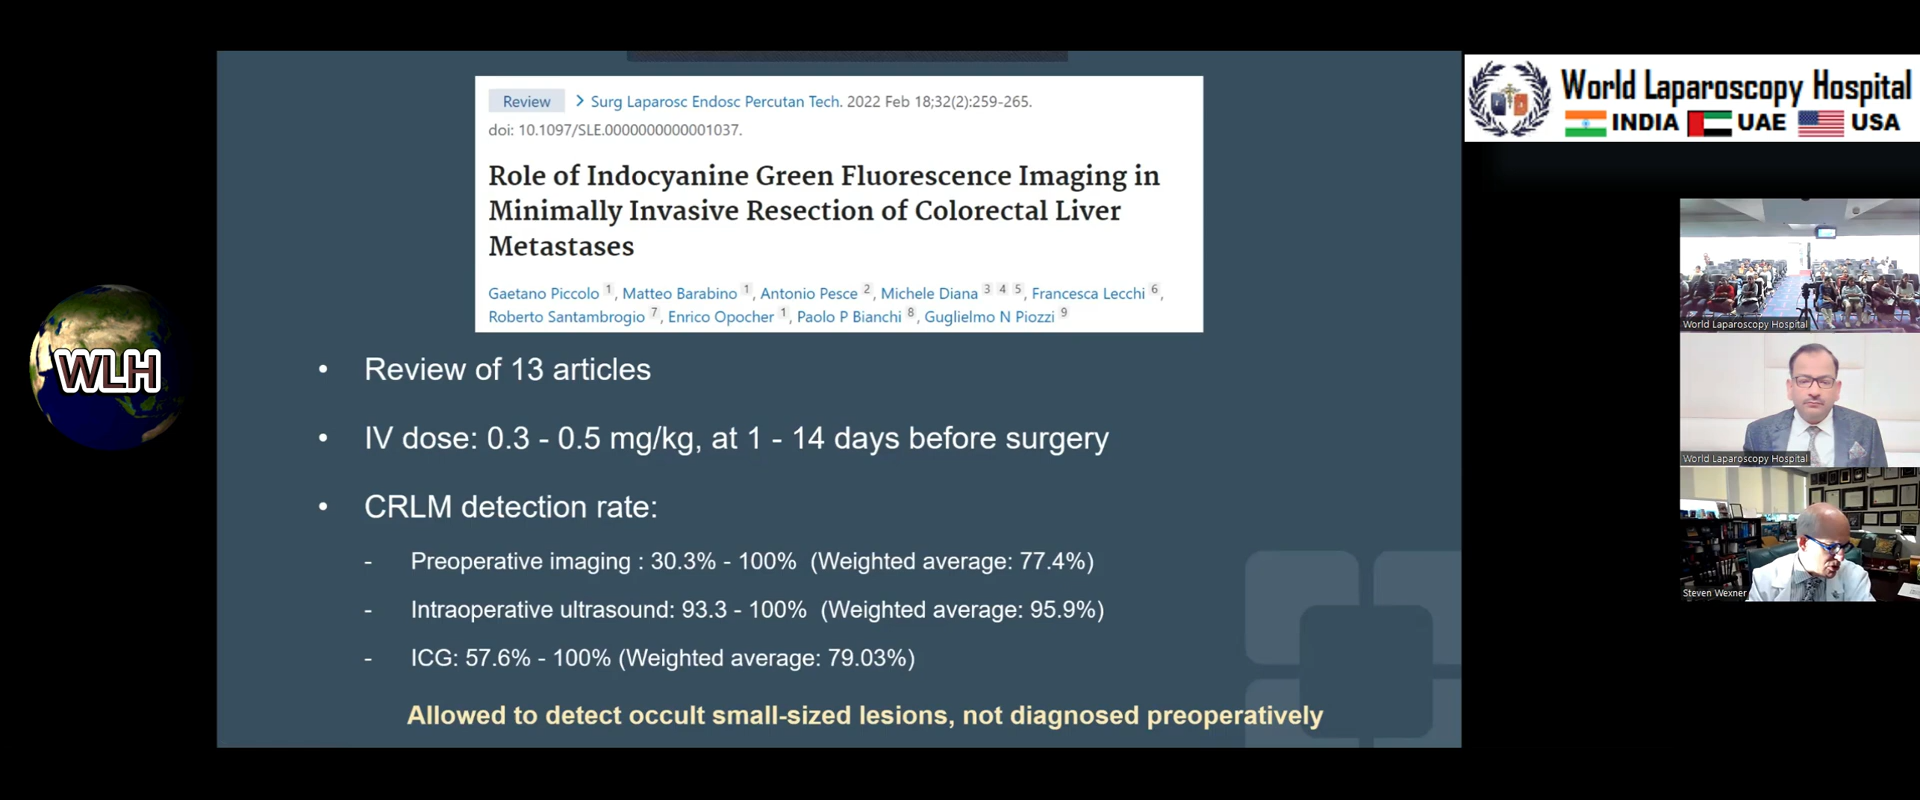 Review > Surg Laparosc Endosc Percutan Tech. 2022 Feb 18;32(2):259-265.
doi: 10.1097/SLE.0000000000001037.
Role of Indocyanine Green Fluorescence Imaging in
Minimally Invasive Resection of Colorectal Liver
Metastases
Gaetano Piccolo 1, Matteo Barabino 1, Antonio Pesce 2, Michele Diana 3 4 5, Francesca Lecchi 6,
Roberto Santambrogio 7, Enrico Opocher 1, Paolo P Bianchi 8, Guglielmo N Piozzi 9
• Review of 13 articles
• IV dose: 0.3 - 0.5 mg/kg, at 1 - 14 days before surgery
• CRLM detection rate:
- Preoperative imaging : 30.3% - 100% (Weighted average: 77.4%)
- Intraoperative ultrasound: 93.3 - 100% (Weighted average: 95.9%)
- ICG: 57.6% - 100% (Weighted average: 79.03%)
Allowed to detect occult small-sized lesions, not diagnosed preoperatively
WLH
World Laparoscopy Hospital
INDIA UAE USA
World Laparoscopy Hospital
World Laparoscopy Hospital
Steven Wexner